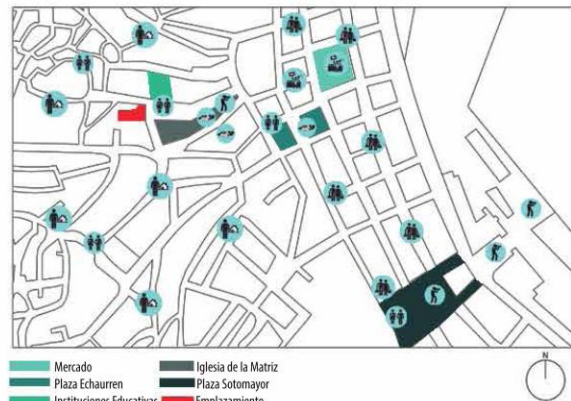 N
Mercado
Iglesia de la Matriz
Plaza Echaurren
Plaza Sotomayor
Instituciones Educativas
Emplazamiento